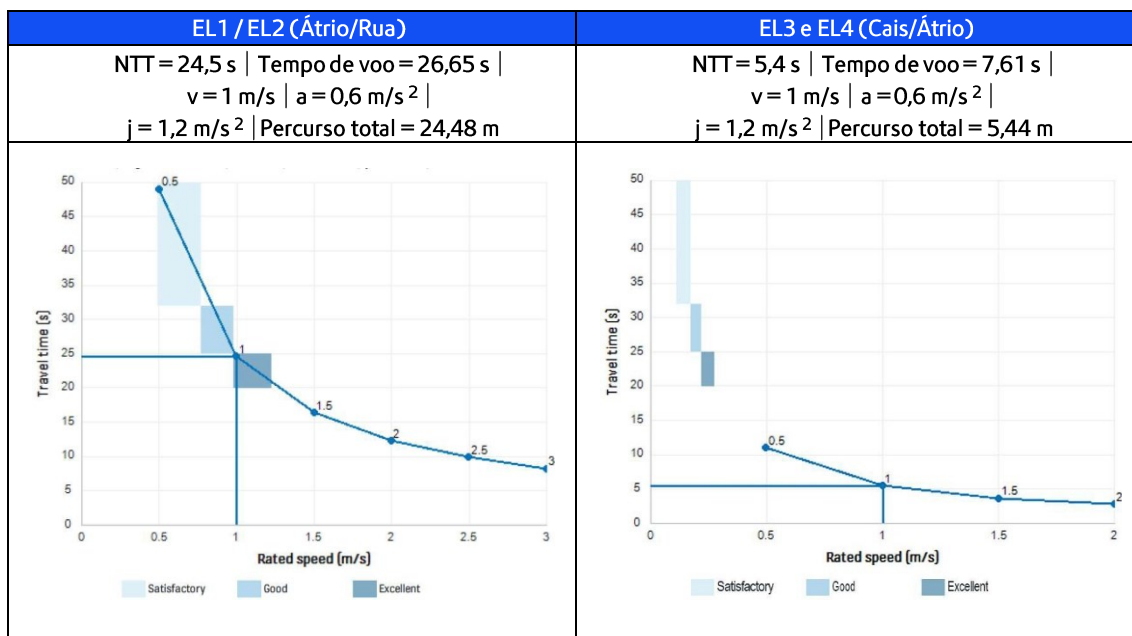 EL1 / EL2 (Átrio/Rua)
NTT = 24,5 s | Tempo de voo = 26,65 s |
v = 1 m/s | a = 0,6 m/s ² |
j = 1,2 m/s ² | Percurso total = 24,48 m
50
45
40
35
30
25
20
15
10
5
0
Travel time (s)
0.5
1
1.5
2
2.5
3
0 0.5 1 1.5 2 2.5 3
Rated speed (m/s)
Satisfactory Good Excellent
EL3 e EL4 (Cais/Átrio)
NTT = 5,4 s | Tempo de voo = 7,61 s |
v = 1 m/s | a = 0,6 m/s ² |
j = 1,2 m/s ² | Percurso total = 5,44 m
50
45
40
35
30
25
20
15
10
5
0
Travel time (s)
0.5
1
1.5
2
0 0.5 1 1.5 2
Rated speed (m/s)
Satisfactory Good Excellent